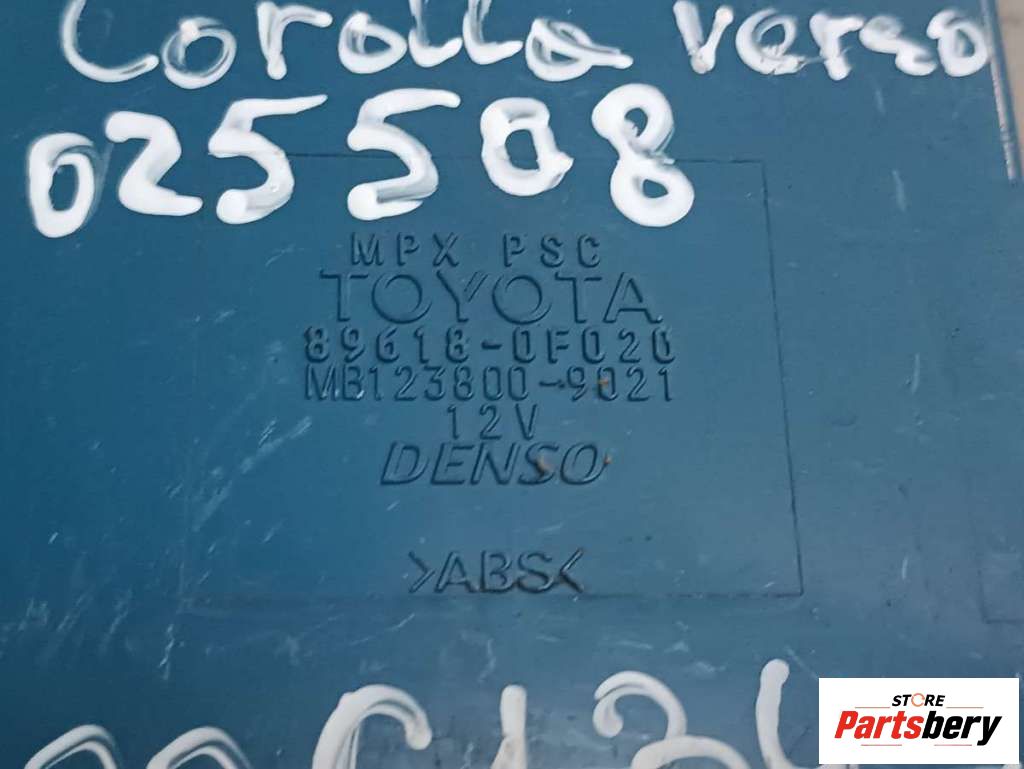 Corolla Verso
025508
MPX PSC
TOYOTA
89618-0F020
MB123800-9021
12V
DENSO
>ABS<
STORE
Partsbery